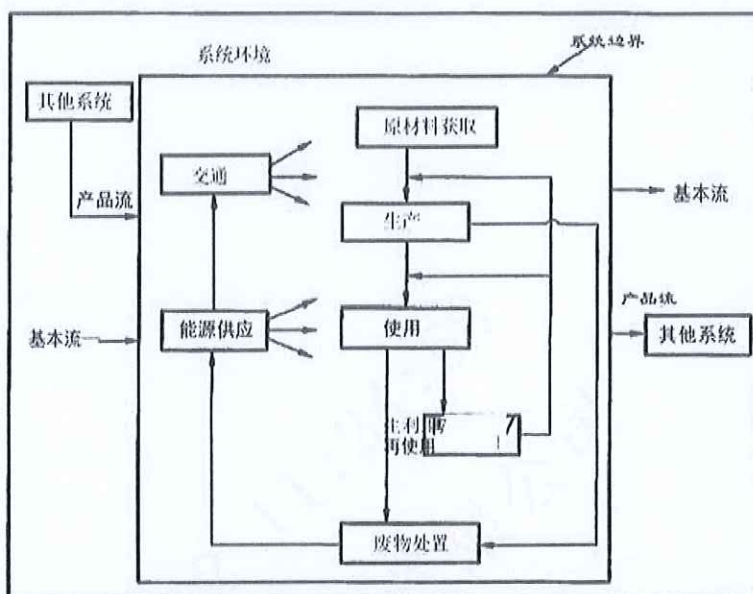 系统环境
系统边界
其他系统
原材料获取
交通
产品流
基本流
生产
产品流
能源供应
使用
基本流
其他系统
再使用
废物处置